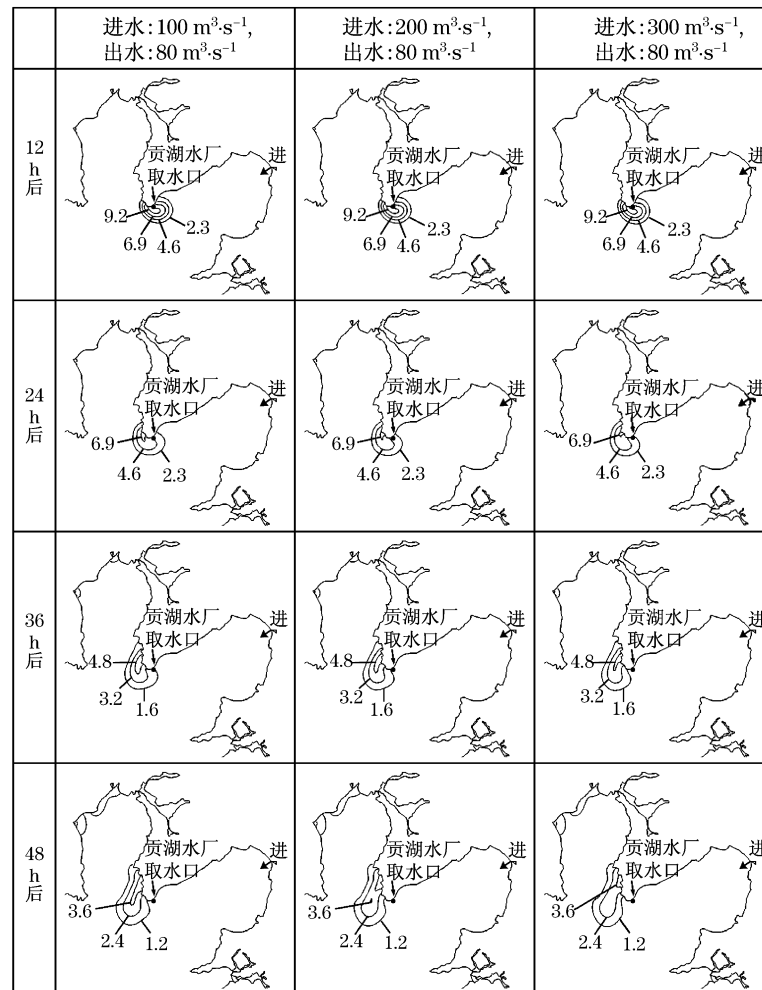 进水:100 m³·s⁻¹,
出水:80 m³·s⁻¹
进水:200 m³·s⁻¹,
出水:80 m³·s⁻¹
进水:300 m³·s⁻¹,
出水:80 m³·s⁻¹
12
h
后
贡湖水厂
取水口
进
9.2
6.9
4.6
2.3
贡湖水厂
取水口
进
9.2
6.9
4.6
2.3
贡湖水厂
取水口
进
9.2
6.9
4.6
2.3
24
h
后
贡湖水厂
取水口
进
6.9
4.6
2.3
贡湖水厂
取水口
进
6.9
4.6
2.3
贡湖水厂
取水口
进
6.9
4.6
2.3
36
h
后
贡湖水厂
取水口
进
4.8
3.2
1.6
贡湖水厂
取水口
进
4.8
3.2
1.6
贡湖水厂
取水口
进
4.8
3.2
1.6
48
h
后
贡湖水厂
取水口
进
3.6
2.4
1.2
贡湖水厂
取水口
进
3.6
2.4
1.2
贡湖水厂
取水口
进
3.6
2.4
1.2